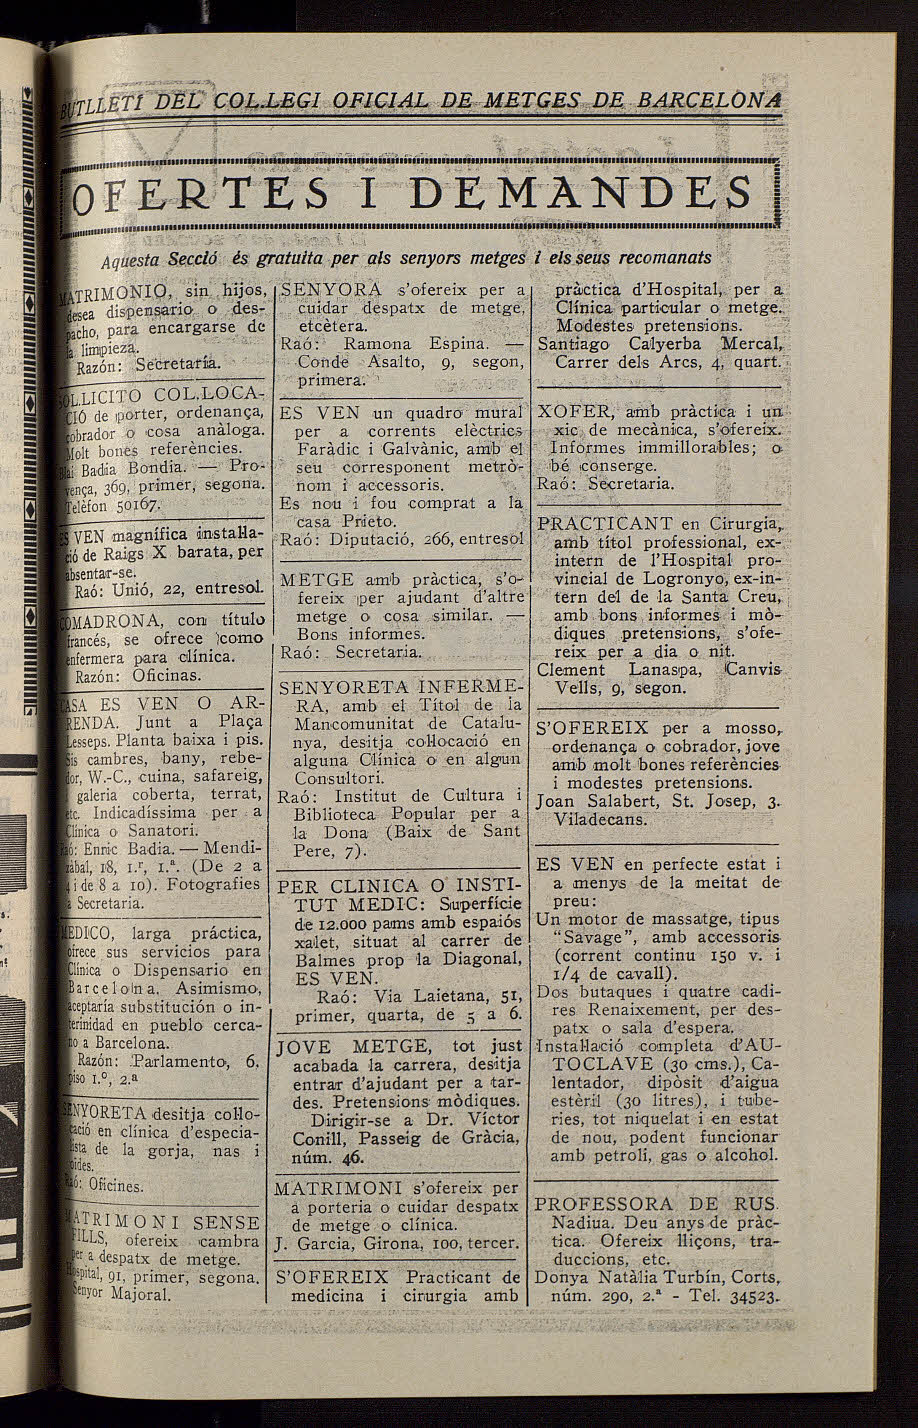 BUTLLETÍ DEL COL.LEGI OFICIAL DE METGES DE BARCELONA
OFERTES I DEMANDES
Aquesta Secció és gratuita per als senyors metges i els seus recomanats
MATRIMONIO, sin hijos,
desea dispensario o des-
pacho, para encargarse de
la limpieza.
Razón: Secretaría.
SOL.LICITO COL.LOCA-
CIÓ de porter, ordenança,
cobrador o cosa anàloga.
Molt bones referències.
Blai Badia Bondia. — Pro-
vença, 369, primer, segona.
Telèfon 50167.
ES VEN magnífica instaŀla-
ció de Raigs X barata, per
absentar-se.
Raó: Unió, 22, entresol.
COMADRONA, con título
francés, se ofrece como
enfermera para clínica.
Razón: Oficinas.
CASA ES VEN O AR-
RENDA. Junt a Plaça
Lesseps. Planta baixa i pis.
Sis cambres, bany, rebe-
dor, W.-C., cuina, safareig,
galeria coberta, terrat,
etc. Indicadíssima per a
Clínica o Sanatori.
Raó: Enric Badia. — Mendi-
zàbal, 18, 1.r, 1.ª. (De 2 a
4 i de 8 a 10). Fotografies
a Secretaria.
MEDICO, larga práctica,
ofrece sus servicios para
Clínica o Dispensario en
Barcelona. Asimismo,
aceptaría substitución o in-
terinidad en pueblo cerca-
no a Barcelona.
Razón: Parlamento, 6,
piso 1.º, 2.ª
SENYORETA desitja coŀlo-
cació en clínica d'especia-
lista de la gorja, nas i
oïdes.
Raó: Oficines.
MATRIMONI SENSE
FILLS, ofereix cambra
per a despatx de metge.
Hospital, 91, primer, segona.
Senyor Majoral.
SENYORA s'ofereix per a
cuidar despatx de metge,
etcètera.
Raó: Ramona Espina. —
Conde Asalto, 9, segon,
primera.
ES VEN un quadro mural
per a corrents elèctrics
Faràdic i Galvànic, amb el
seu corresponent metrò-
nom i accessoris.
Es nou i fou comprat a la
casa Prieto.
Raó: Diputació, 266, entresol
METGE amb pràctica, s'o-
fereix per ajudant d'altre
metge o cosa similar. —
Bons informes.
Raó: Secretaria.
SENYORETA INFERME-
RA, amb el Títol de la
Mancomunitat de Catalu-
nya, desitja coŀlocació en
alguna Clínica o en algun
Consultori.
Raó: Institut de Cultura i
Biblioteca Popular per a
la Dona (Baix de Sant
Pere, 7).
PER CLINICA O INSTI-
TUT MEDIC: Superfície
de 12.000 pams amb espaiós
xalet, situat al carrer de
Balmes prop la Diagonal,
ES VEN.
Raó: Via Laietana, 51,
primer, quarta, de 5 a 6.
JOVE METGE, tot just
acabada la carrera, desitja
entrar d'ajudant per a tar-
des. Pretensions mòdiques.
Dirigir-se a Dr. Víctor
Conill, Passeig de Gràcia,
núm. 46.
MATRIMONI s'ofereix per
a porteria o cuidar despatx
de metge o clínica.
J. Garcia, Girona, 100, tercer.
S'OFEREIX Practicant de
medicina i cirurgia amb
pràctica d'Hospital, per a
Clínica particular o metge.
Modestes pretensions.
Santiago Calyerba Mercal,
Carrer dels Arcs, 4, quart.
XOFER, amb pràctica i un
xic de mecànica, s'ofereix.
Informes immillorables; o
bé conserge.
Raó: Secretaria.
PRACTICANT en Cirurgia,
amb títol professional, ex-
intern de l'Hospital pro-
vincial de Logronyo, ex-in-
tern del de la Santa Creu,
amb bons informes i mò-
diques pretensions, s'ofe-
reix per a dia o nit.
Clement Lanaspa, Canvis
Vells, 9, segon.
S'OFEREIX per a mosso,
ordenança o cobrador, jove
amb molt bones referències
i modestes pretensions.
Joan Salabert, St. Josep, 3.
Viladecans.
ES VEN en perfecte estat i
a menys de la meitat de
preu:
Un motor de massatge, tipus
"Savage", amb accessoris
(corrent continu 150 v. i
1/4 de cavall).
Dos butaques i quatre cadi-
res Renaixement, per des-
patx o sala d'espera.
Instaŀlació completa d'AU-
TOCLAVE (30 cms.), Ca-
lentador, dipòsit d'aigua
estèril (30 litres), i tube-
ries, tot niquelat i en estat
de nou, podent funcionar
amb petroli, gas o alcohol.
PROFESSORA DE RUS.
Nadiua. Deu anys de pràc-
tica. Ofereix lliçons, tra-
duccions, etc.
Donya Natàlia Turbín, Corts,
núm. 290, 2.ª - Tel. 34523.